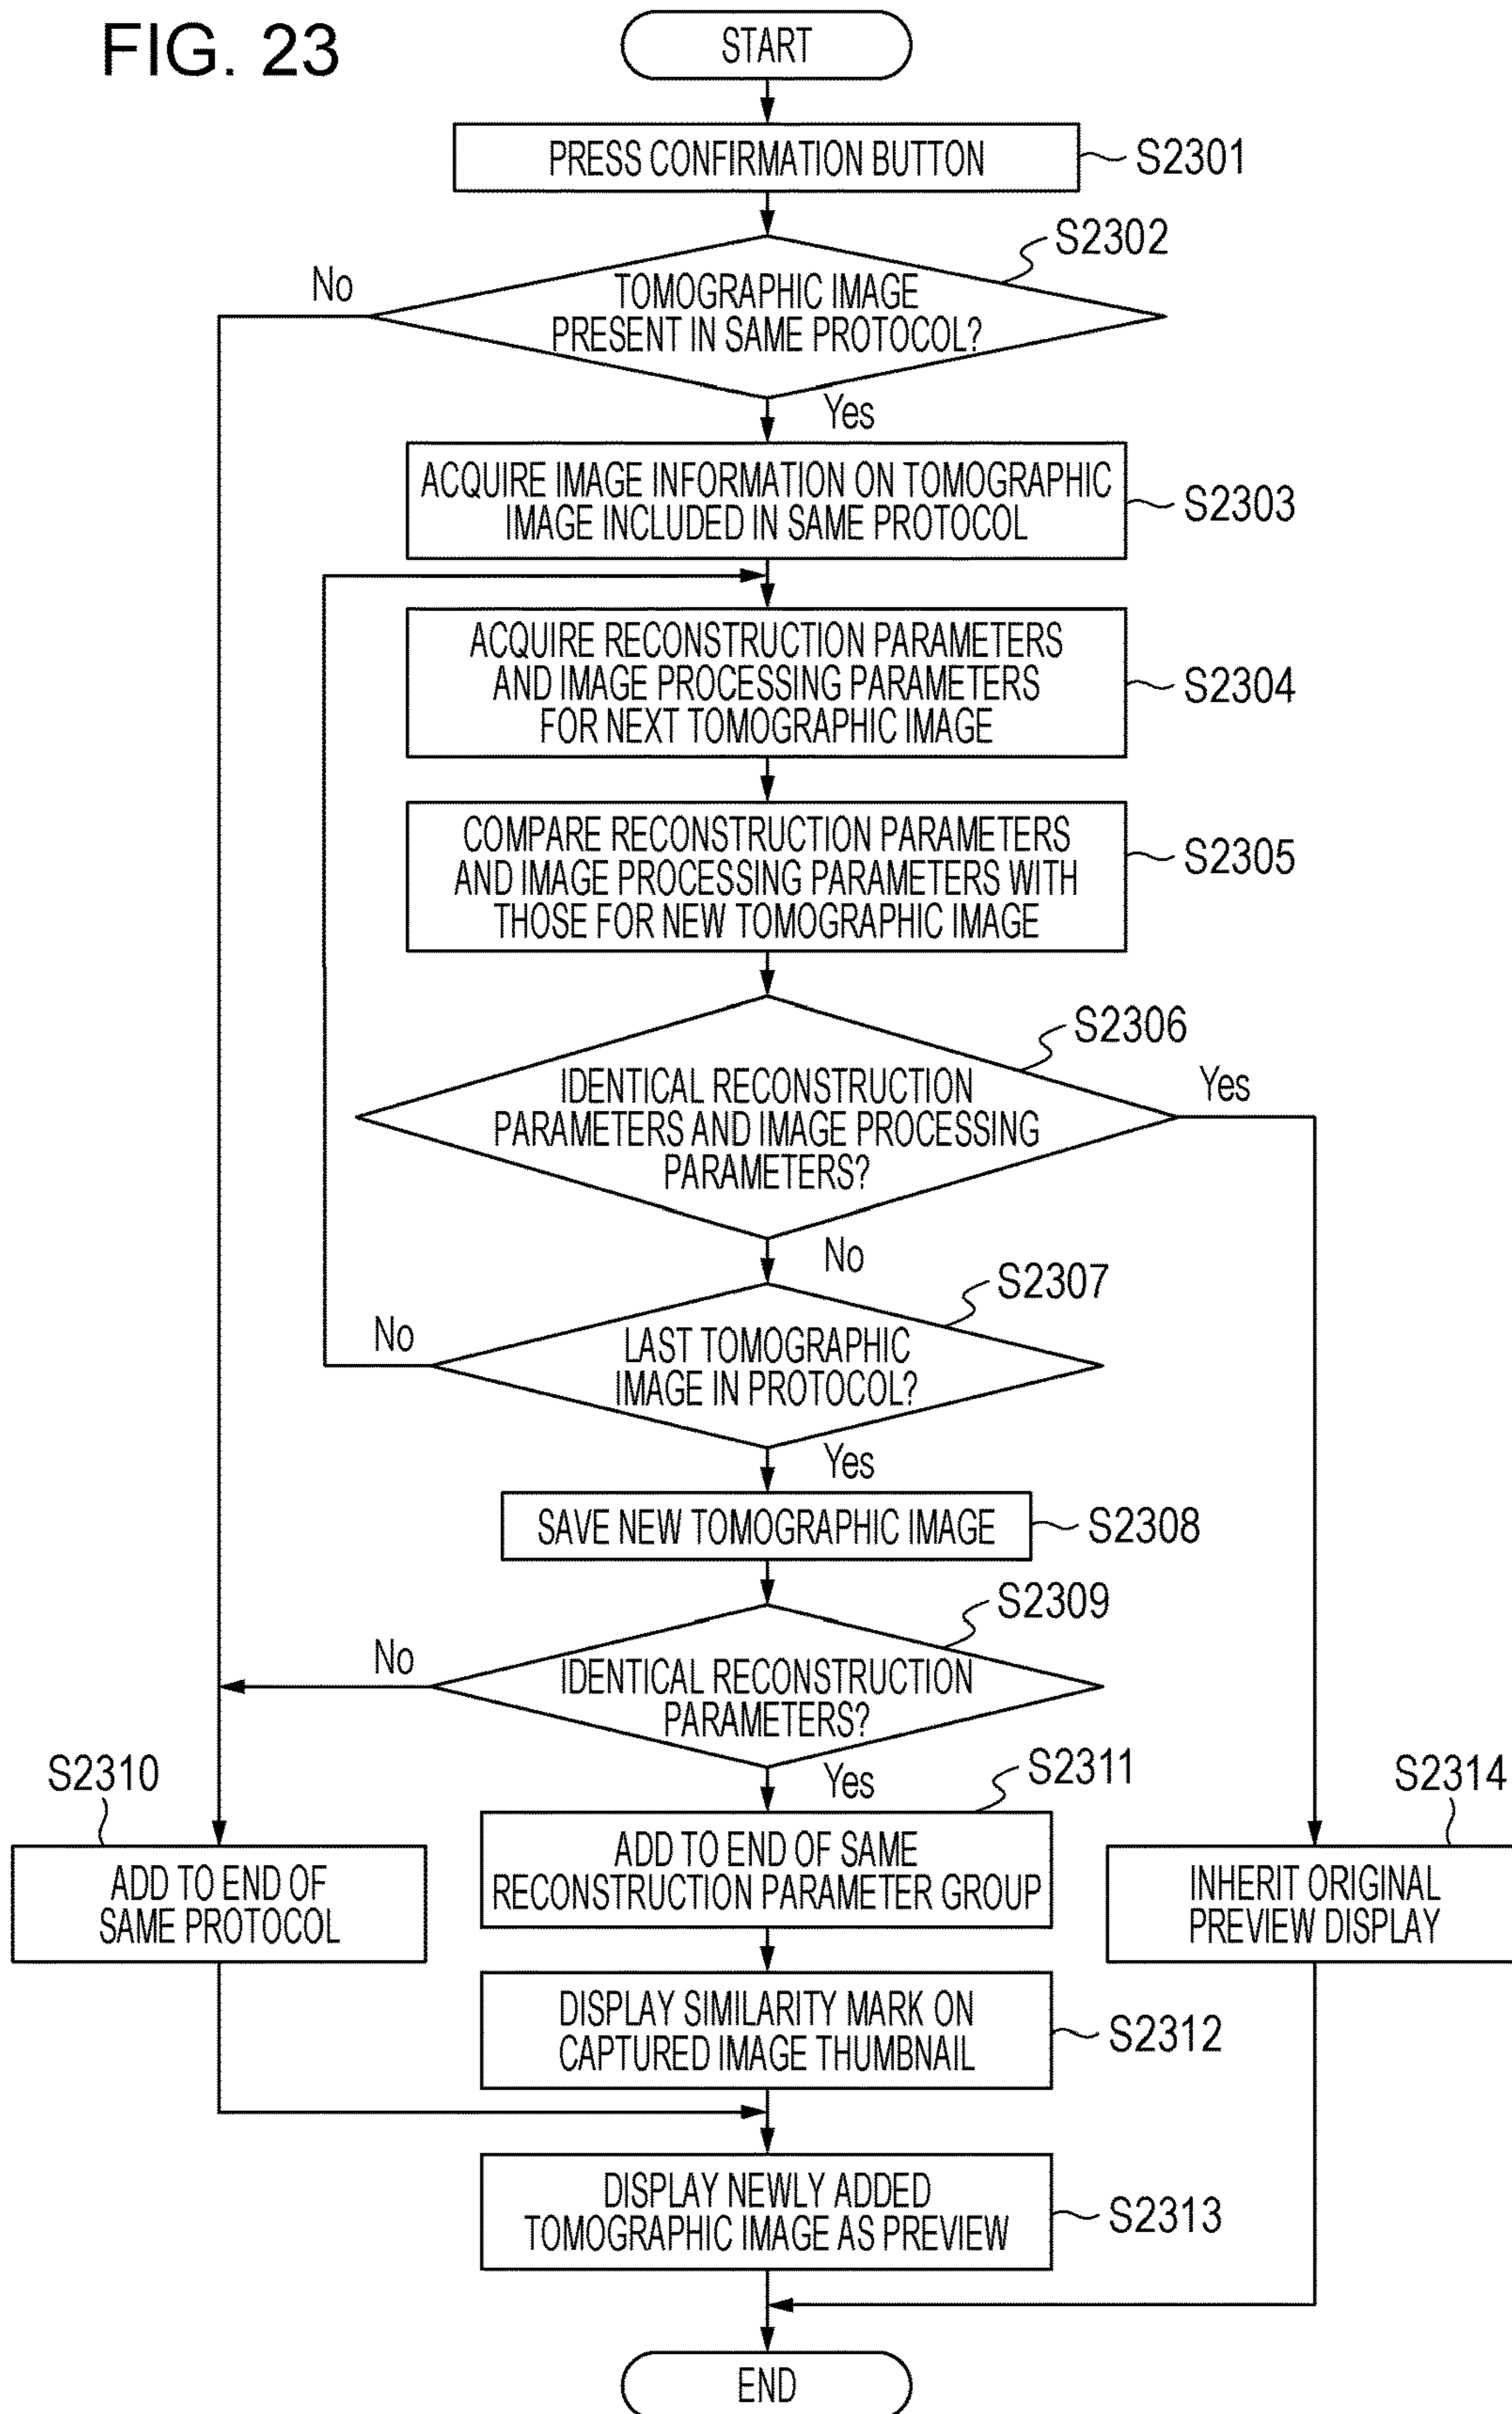 FIG. 23
START
PRESS CONFIRMATION BUTTON
S2301
S2302
No
TOMOGRAPHIC IMAGE
PRESENT IN SAME PROTOCOL?
Yes
ACQUIRE IMAGE INFORMATION ON TOMOGRAPHIC
IMAGE INCLUDED IN SAME PROTOCOL
S2303
ACQUIRE RECONSTRUCTION PARAMETERS
AND IMAGE PROCESSING PARAMETERS
FOR NEXT TOMOGRAPHIC IMAGE
S2304
COMPARE RECONSTRUCTION PARAMETERS
AND IMAGE PROCESSING PARAMETERS WITH
THOSE FOR NEW TOMOGRAPHIC IMAGE
S2305
S2306
IDENTICAL RECONSTRUCTION
PARAMETERS AND IMAGE PROCESSING
PARAMETERS?
Yes
No
S2307
No
LAST TOMOGRAPHIC
IMAGE IN PROTOCOL?
Yes
SAVE NEW TOMOGRAPHIC IMAGE
S2308
S2309
No
IDENTICAL RECONSTRUCTION
PARAMETERS?
Yes
S2310
ADD TO END OF
SAME PROTOCOL
S2311
ADD TO END OF SAME
RECONSTRUCTION PARAMETER GROUP
S2314
INHERIT ORIGINAL
PREVIEW DISPLAY
DISPLAY SIMILARITY MARK ON
CAPTURED IMAGE THUMBNAIL
S2312
DISPLAY NEWLY ADDED
TOMOGRAPHIC IMAGE AS PREVIEW
S2313
END